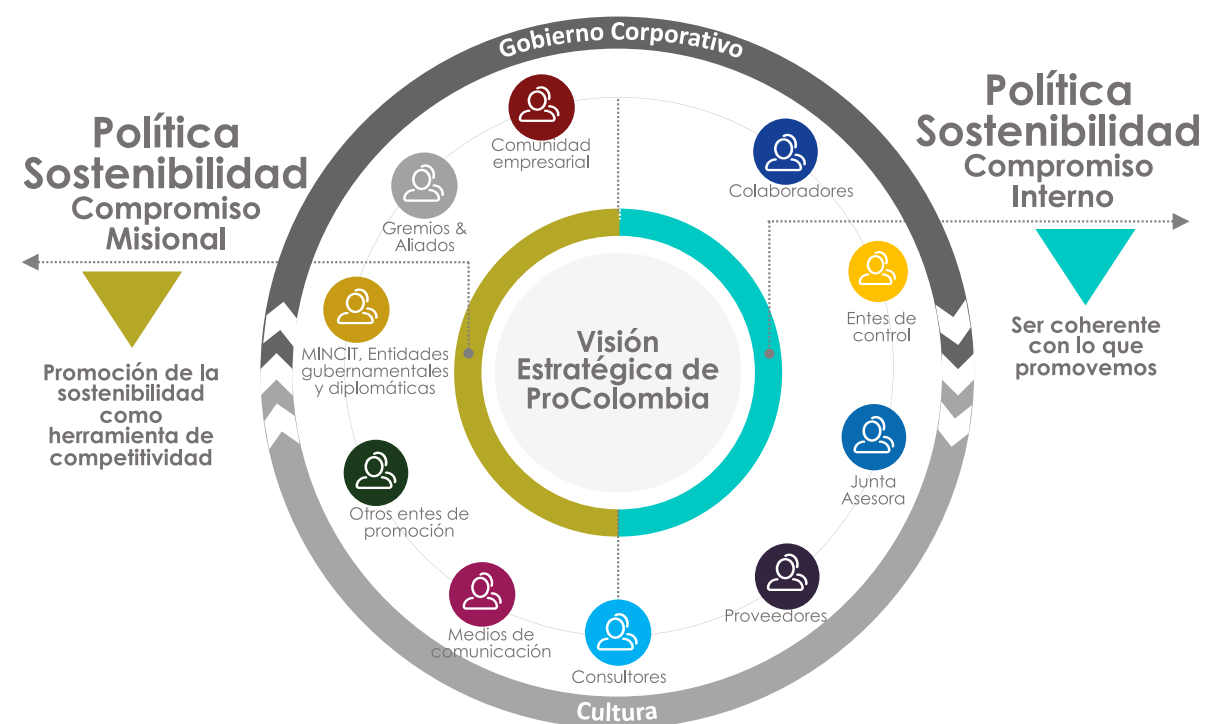 Gobierno Corporativo
Política
Sostenibilidad
Compromiso
Misional
Promoción de la
sostenibilidad
como
herramienta de
competitividad
Comunidad
empresarial
Gremios &
Aliados
MINCIT, Entidades
gubernamentales
y diplomáticas
Otros entes de
promoción
Medios de
comunicación
Consultores
Visión
Estratégica de
ProColombia
Colaboradores
Entes de
control
Junta
Asesora
Proveedores
Política
Sostenibilidad
Compromiso
Interno
Ser coherente
con lo que
promovemos
Cultura